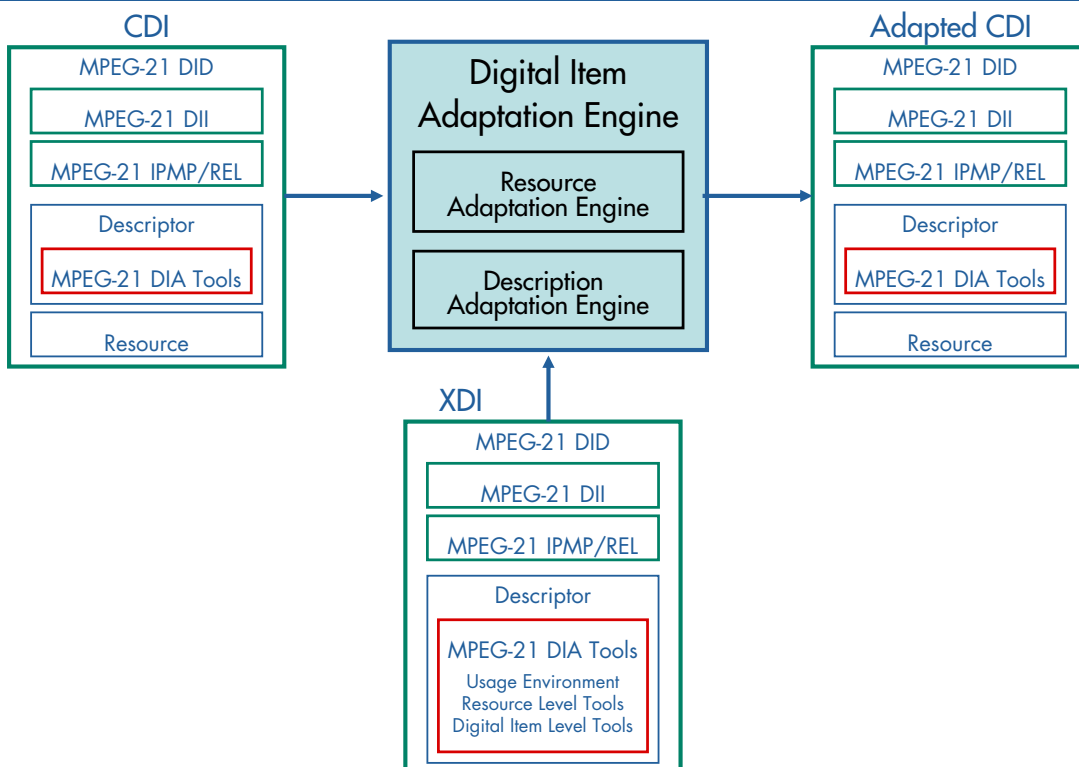 CDI
MPEG-21 DID
MPEG-21 DII
MPEG-21 IPMP/REL
Descriptor
MPEG-21 DIA Tools
Resource
Digital Item
Adaptation Engine
Resource
Adaptation Engine
Description
Adaptation Engine
Adapted CDI
MPEG-21 DID
MPEG-21 DII
MPEG-21 IPMP/REL
Descriptor
MPEG-21 DIA Tools
Resource
XDI
MPEG-21 DID
MPEG-21 DII
MPEG-21 IPMP/REL
Descriptor
MPEG-21 DIA Tools
Usage Environment
Resource Level Tools
Digital Item Level Tools